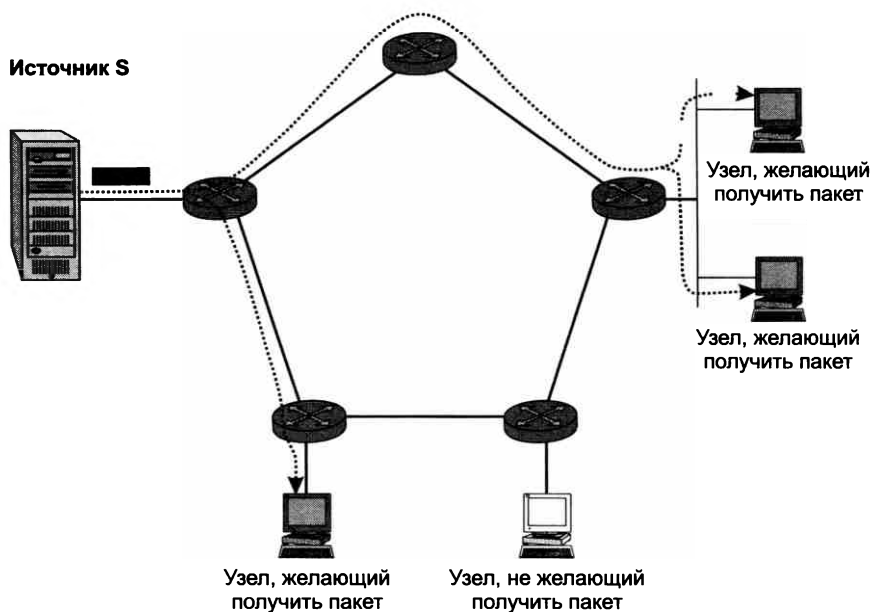 Источник S
Узел, желающий
получить пакет
Узел, желающий
получить пакет
Узел, желающий
получить пакет
Узел, не желающий
получить пакет